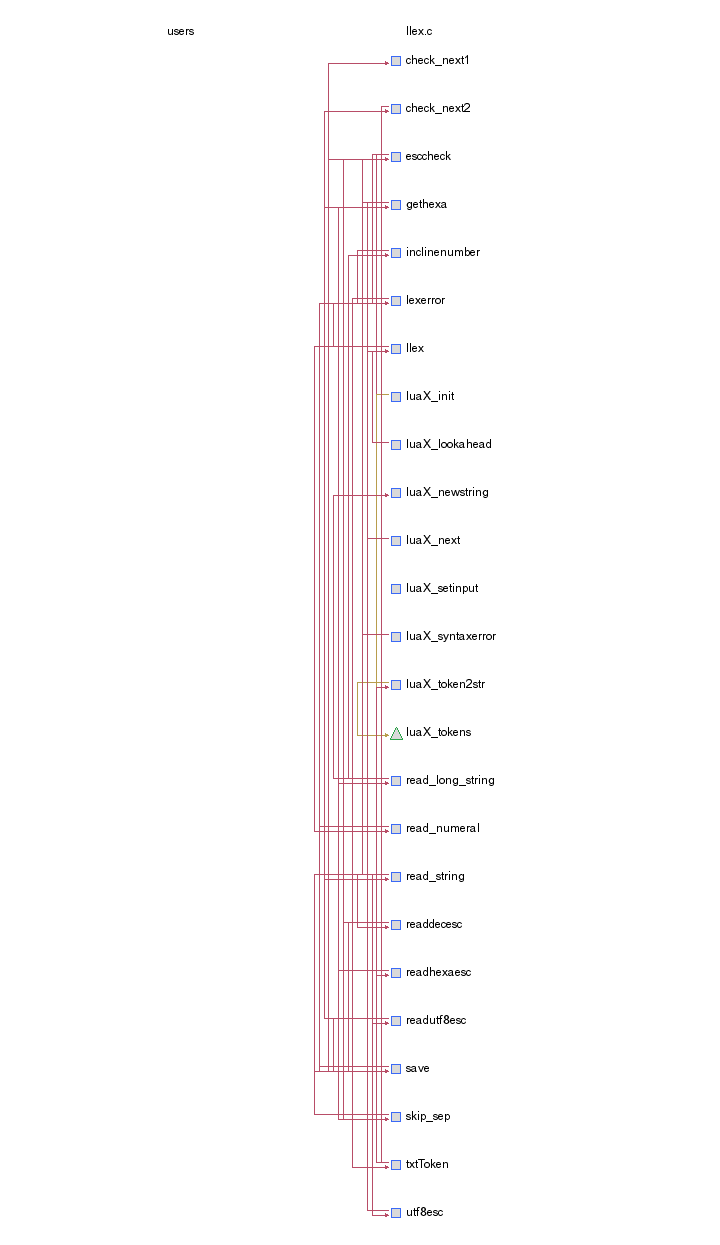 users llex.c
check_next1
check_next2
esccheck
gethexa
inclinenumber
lexerror
llex
luaX_init
luaX_lookahead
luaX_newstring
luaX_next
luaX_setinput
luaX_syntaxerror
luaX_token2str
luaX_tokens
read_long_string
read_numeral
read_string
readdecesc
readhexaesc
readutf8esc
save
skip_sep
txtToken
utf8esc